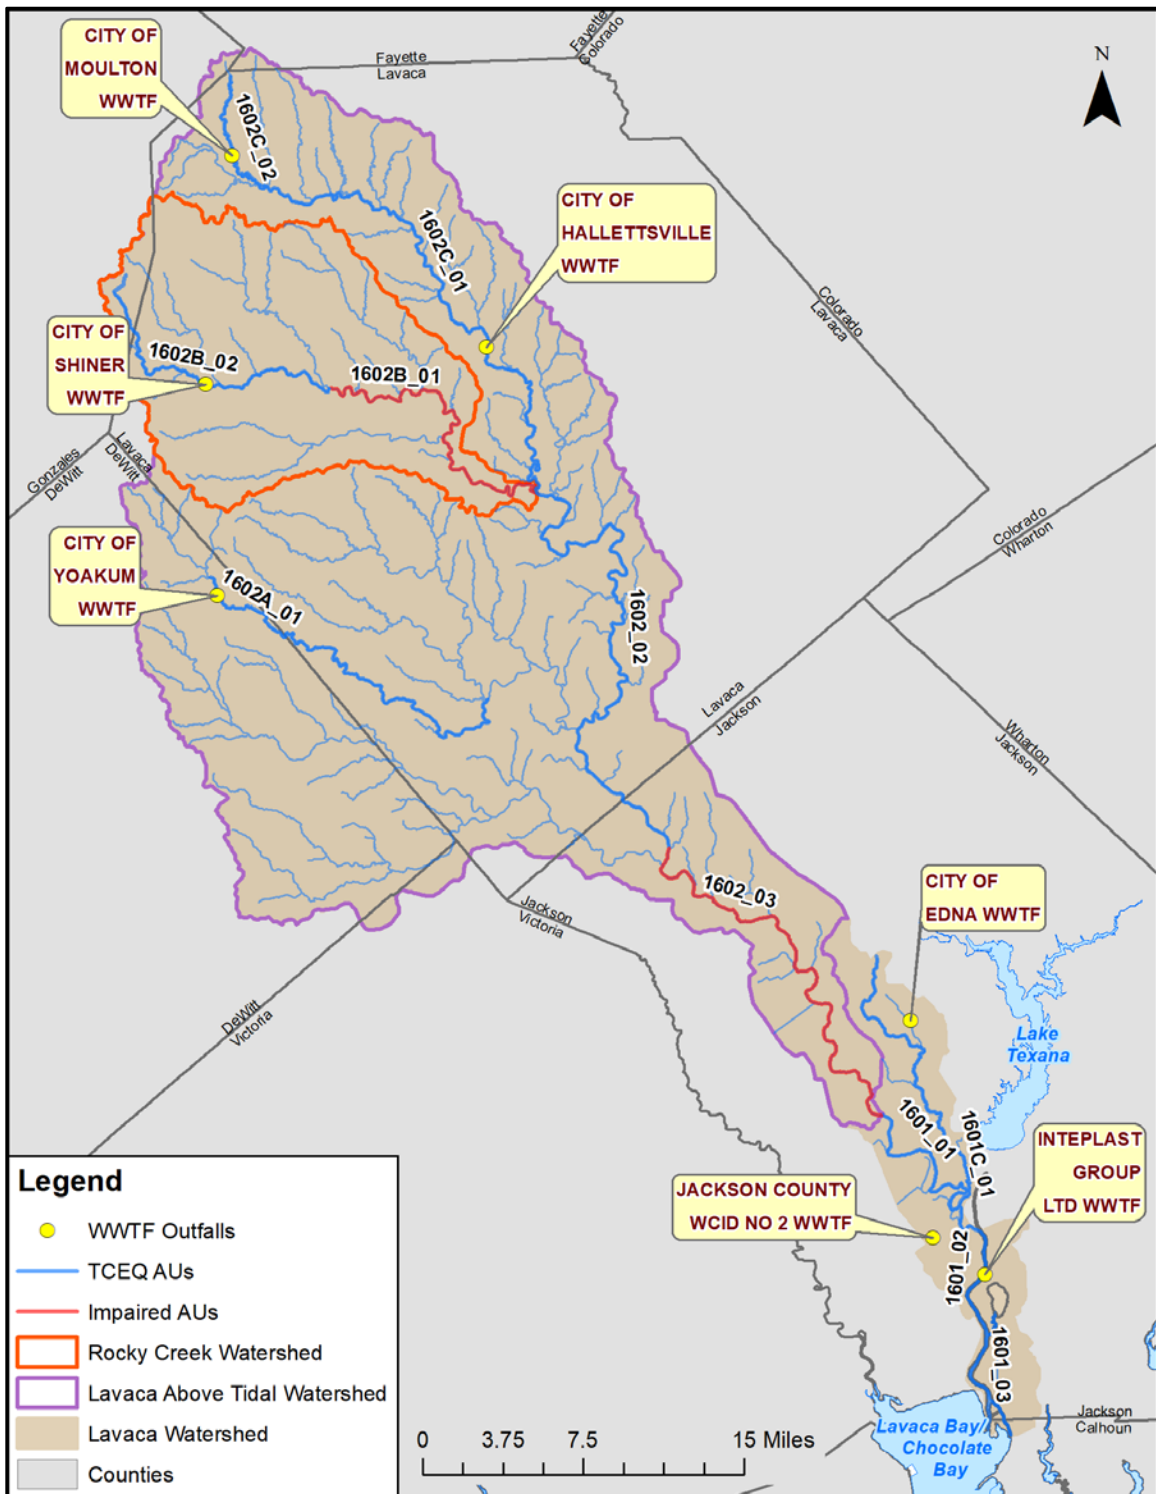 CITY OF
MOULTON
WWTF
Fayette
Lavaca
Fayette
Colorado
N
1602C_02
CITY OF
HALLETTSVILLE
WWTF
1602C_01
Colorado
Lavaca
CITY OF
SHINER
WWTF
1602B_02
1602B_01
Gonzales
DeWitt
Lavaca
DeWitt
Colorado
Wharton
CITY OF
YOAKUM
WWTF
1602A_01
1602_02
Lavaca
Jackson
Wharton
Jackson
1602_03
Jackson
Victoria
CITY OF
EDNA WWTF
DeWitt
Victoria
Lake
Texana
1601_01
1601C_01
INTEPLAST
GROUP
LTD WWTF
JACKSON COUNTY
WCID NO 2 WWTF
1601_02
1601_03
Jackson
Calhoun
Lavaca Bay/
Chocolate
Bay
Legend
WWTF Outfalls
TCEQ AUs
Impaired AUs
Rocky Creek Watershed
Lavaca Above Tidal Watershed
Lavaca Watershed
Counties
0 3.75 7.5 15 Miles